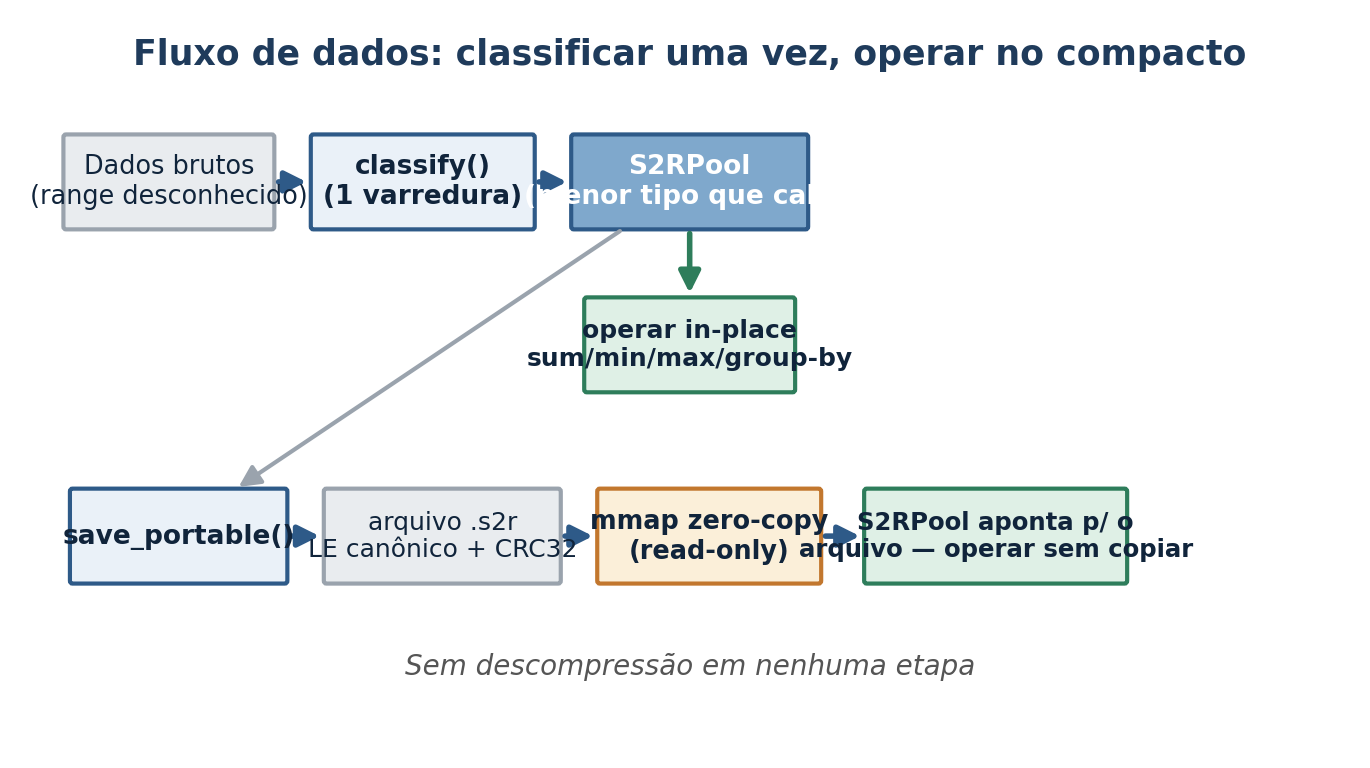 Fluxo de dados: classificar uma vez, operar no compacto
Dados brutos
(range desconhecido)
classify()
(1 varredura)
S2RPool
(menor tipo que cab
operar in-place
sum/min/max/group-by
save_portable()
arquivo .s2r
LE canônico + CRC32
mmap zero-copy
(read-only)
S2RPool aponta p/ o
arquivo — operar sem copiar
Sem descompressão em nenhuma etapa